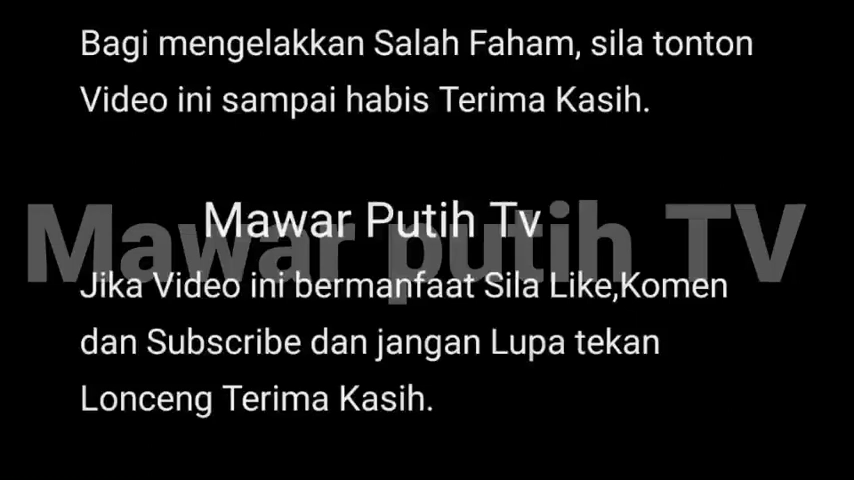 Bagi mengelakkan Salah Faham, sila tonton
Video ini sampai habis Terima Kasih.
Mawar Putih Tv
Mawar putih TV
Jika Video ini bermanfaat Sila Like,Komen
dan Subscribe dan jangan Lupa tekan
Lonceng Terima Kasih.